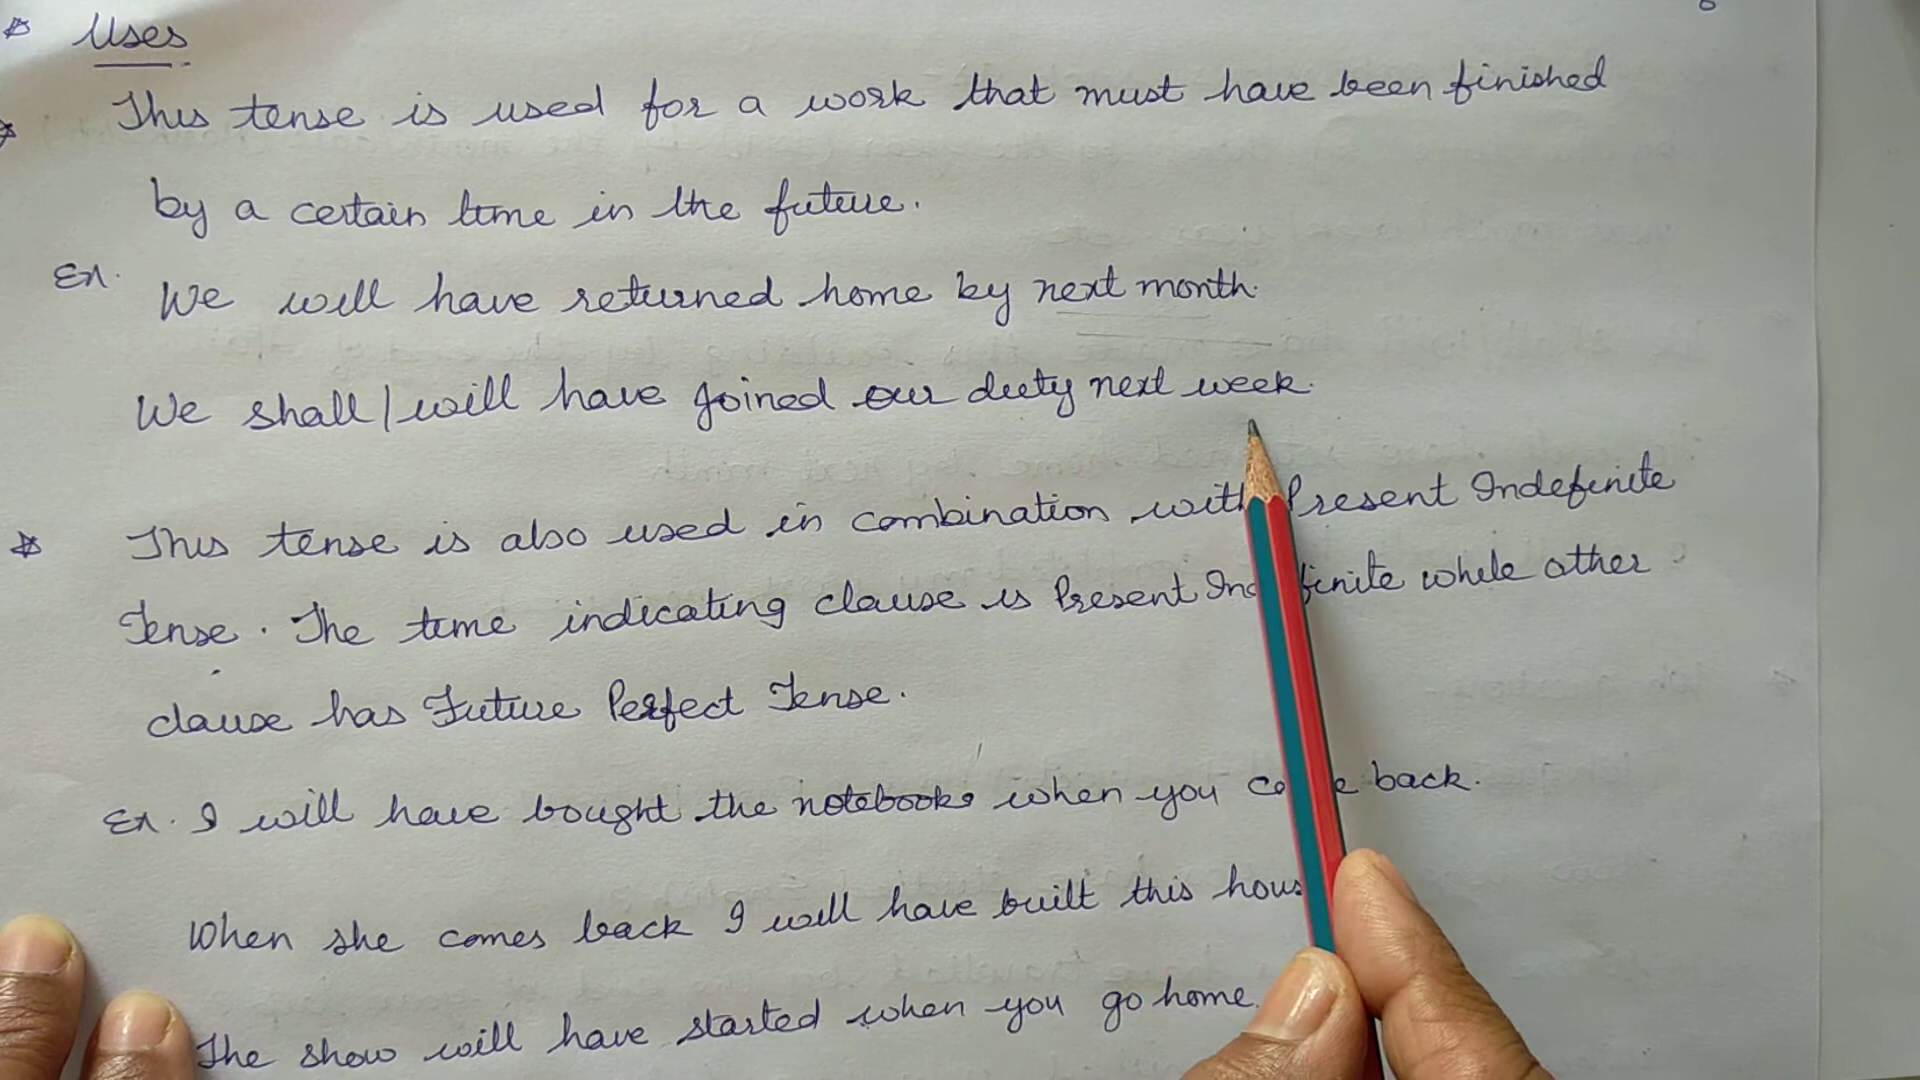 Uses
This tense is used for a work that must have been finished
by a certain time in the future.
Ex. We will have returned home by next month.
We shall/will have joined our duty next week.
This tense is also used in combination with Present Indefinite
Tense. The time indicating clause is Present Indefinite while other
clause has Future Perfect Tense.
Ex. I will have bought the notebooks when you come back.
When she comes back I will have built this hous
The show will have started when you go home.